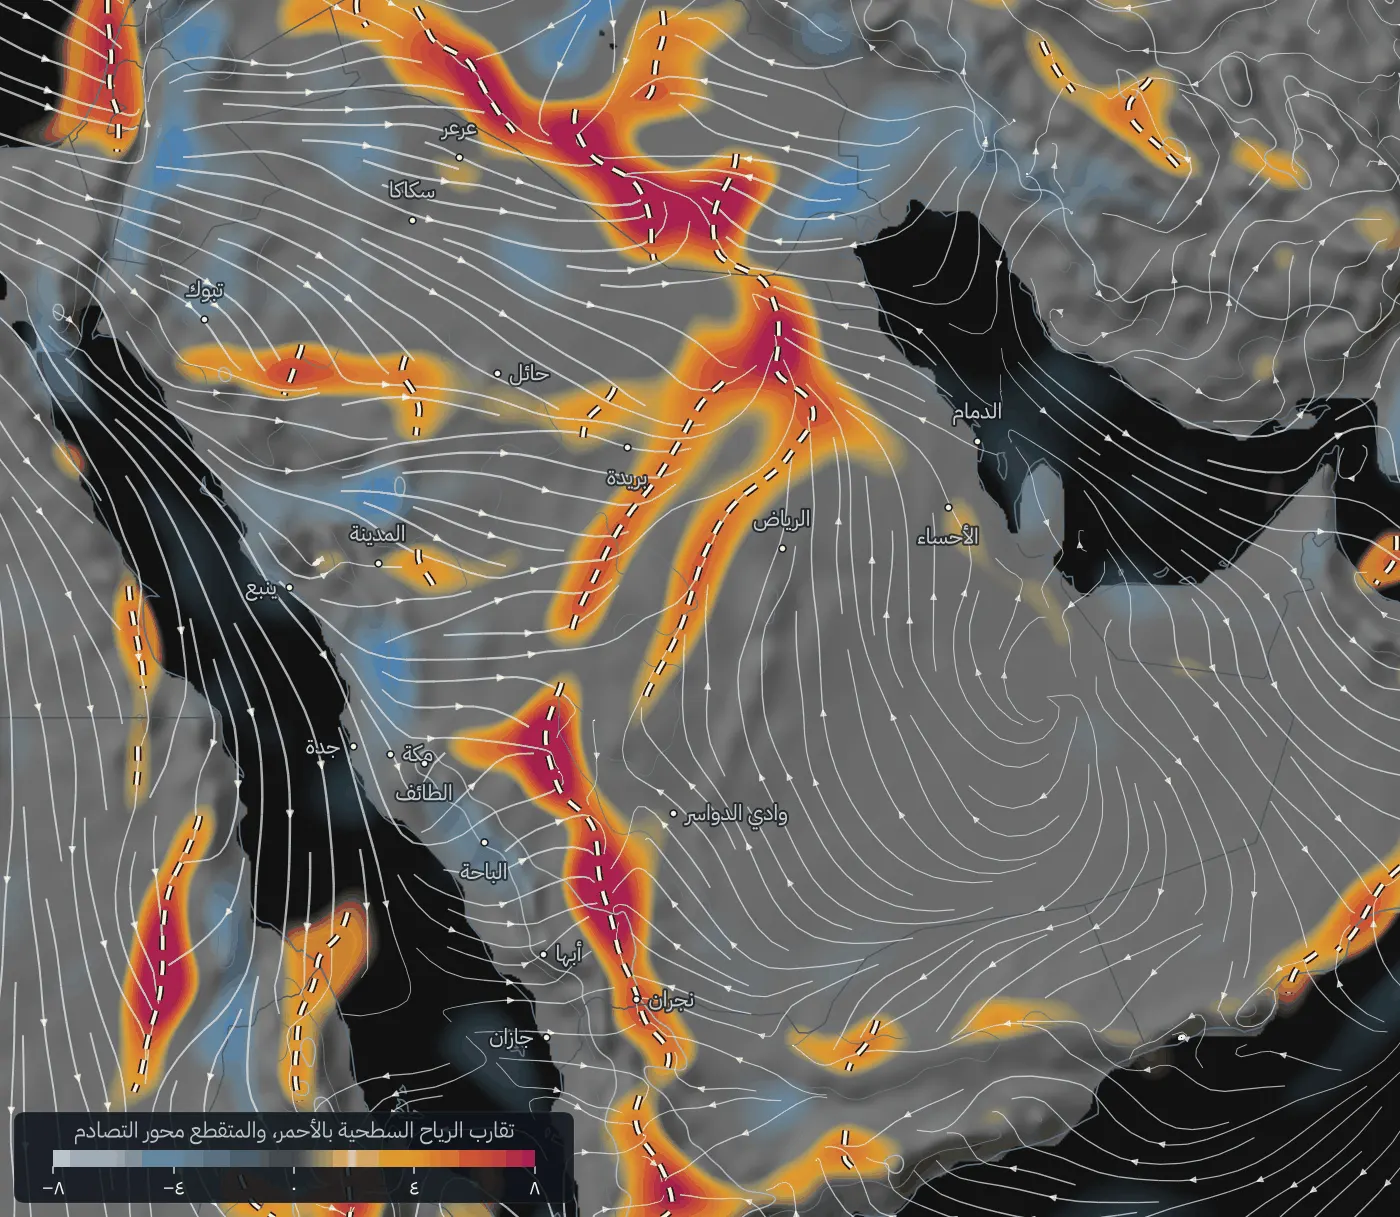 عرعر
سكاكا
تبوك
حائل
الدمام
بريدة
الرياض
المدينة
الأحساء
ينبع
جدة
مكة
الطائف
وادي الدواسر
الباحة
أبها
نجران
جازان
تقارب الرياح السطحية بالأحمر، والمتقطع محور التصادم
−٨ −٤ ٠ ٤ ٨